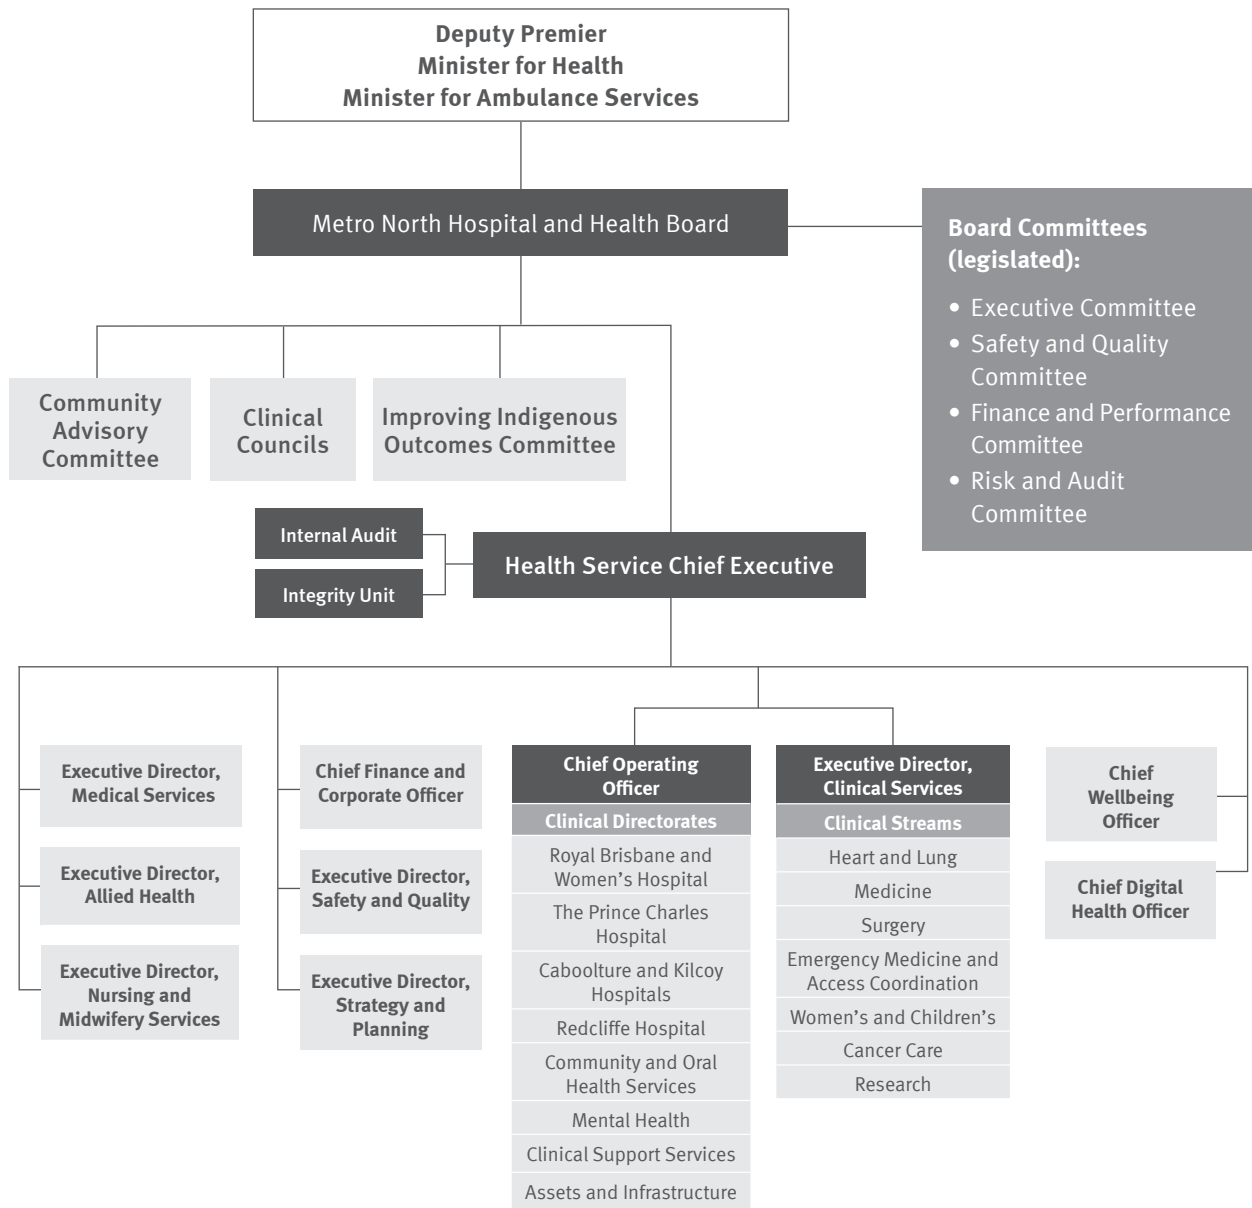 Deputy Premier
Minister for Health
Minister for Ambulance Services
Metro North Hospital and Health Board
Board Committees
(legislated):
• Executive Committee
• Safety and Quality
Committee
• Finance and Performance
Committee
• Risk and Audit
Committee
Community
Advisory
Committee
Clinical
Councils
Improving Indigenous
Outcomes Committee
Internal Audit
Integrity Unit
Health Service Chief Executive
Executive Director,
Medical Services
Executive Director,
Allied Health
Executive Director,
Nursing and
Midwifery Services
Chief Finance and
Corporate Officer
Executive Director,
Safety and Quality
Executive Director,
Strategy and
Planning
Chief Operating
Officer
Clinical Directorates
Royal Brisbane and
Women’s Hospital
The Prince Charles
Hospital
Caboolture and Kilcoy
Hospitals
Redcliffe Hospital
Community and Oral
Health Services
Mental Health
Clinical Support Services
Assets and Infrastructure
Executive Director,
Clinical Services
Clinical Streams
Heart and Lung
Medicine
Surgery
Emergency Medicine and
Access Coordination
Women’s and Children’s
Cancer Care
Research
Chief
Wellbeing
Officer
Chief Digital
Health Officer